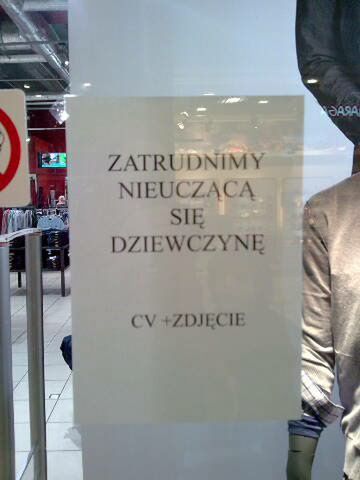 ZATRUDNIMY
NIEUCZĄCĄ
SIĘ
DZIEWCZYNĘ
CV +ZDJĘCIE